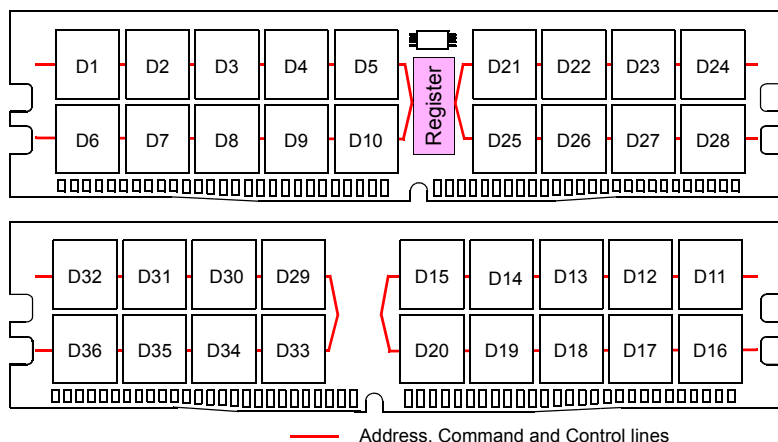 D1 D2 D3 D4 D5 D21 D22 D23 D24
Register
D6 D7 D8 D9 D10 D25 D26 D27 D28
D32 D31 D30 D29 D15 D14 D13 D12 D11
D36 D35 D34 D33 D20 D19 D18 D17 D16
Address, Command and Control lines